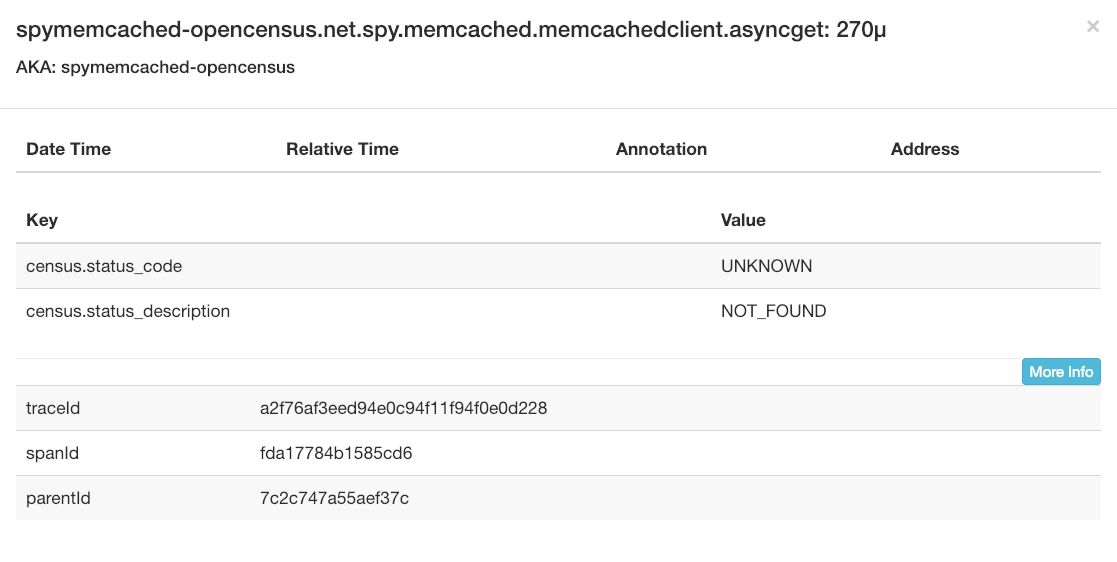 spymemcached-opencensus.net.spy.memcached.memcachedclient.asyncget: 270µ
×
AKA: spymemcached-opencensus
Date Time Relative Time Annotation Address
Key Value
census.status_code UNKNOWN
census.status_description NOT_FOUND
More Info
traceId a2f76af3eed94e0c94f11f94f0e0d228
spanId fda17784b1585cd6
parentId 7c2c747a55aef37c